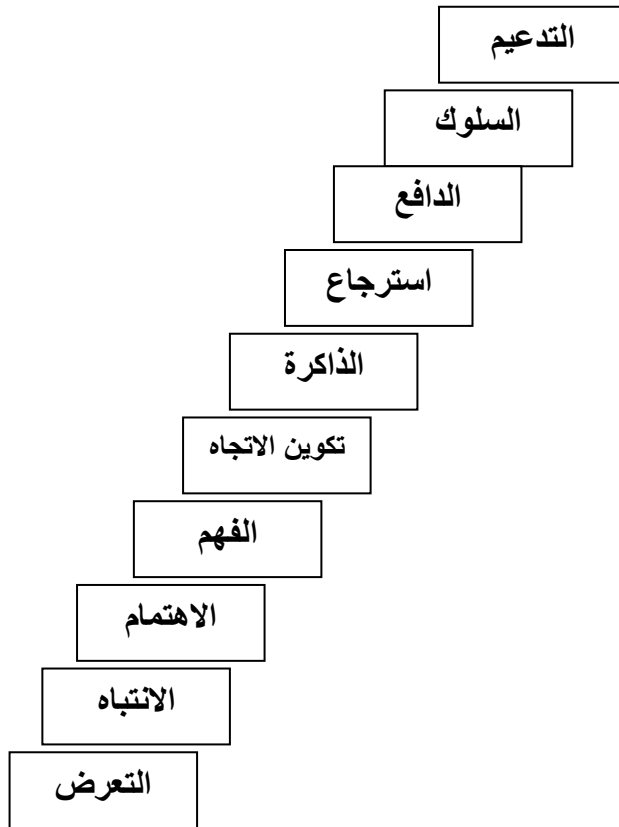 التدعيم
السلوك
الدافع
استرجاع
الذاكرة
تكوين الاتجاه
الفهم
الاهتمام
الانتباه
التعرض